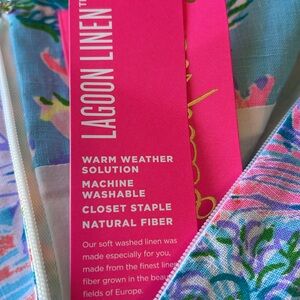 LAGOON LINEN™
WARM WEATHER
SOLUTION
MACHINE
WASHABLE
CLOSET STAPLE
NATURAL FIBER
Our soft washed linen was
made especially for you,
made from the finest linen
fiber grown in the
fields of Europe.